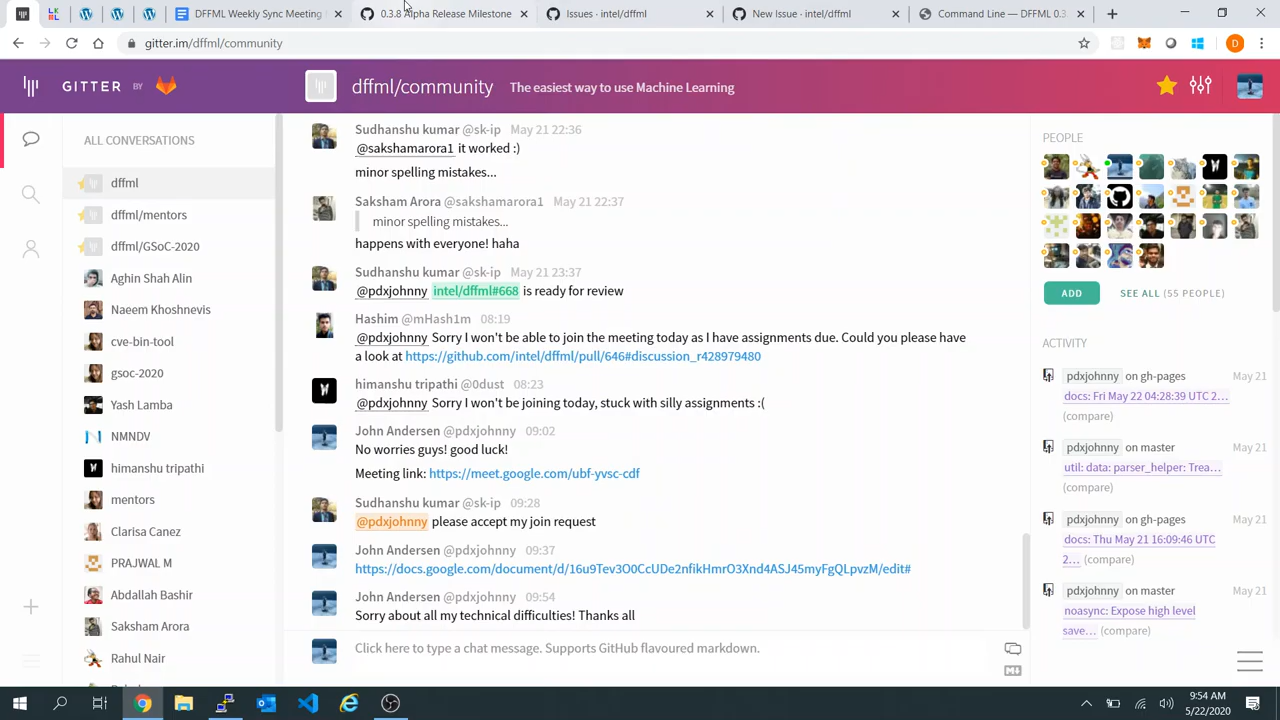 DFFML Weekly Sync Meeting
0.3.8 Alpha Release Milestone
Issues · intel/dffml
New Issue · intel/dffml
Command Line — DFFML 0.3
gitter.im/dffml/community
D
GITTER BY
dffml/community
The easiest way to use Machine Learning
ALL CONVERSATIONS
dffml
dffml/mentors
dffml/GSoC-2020
Aghin Shah Alin
Naeem Khoshnevis
cve-bin-tool
gsoc-2020
Yash Lamba
NMNDV
himanshu tripathi
mentors
Clarisa Canez
PRAJWAL M
Abdallah Bashir
Saksham Arora
Rahul Nair
Sudhanshu kumar @sk-ip May 21 22:36
@sakshamarora1 it worked :)
minor spelling mistakes...
Saksham Arora @sakshamarora1 May 21 22:37
minor spelling mistakes...
happens with everyone! haha
Sudhanshu kumar @sk-ip May 21 23:37
@pdxjohnny intel/dffml#668 is ready for review
Hashim @mHash1m 08:19
@pdxjohnny Sorry I won't be able to join the meeting today as I have assignments due. Could you please have
a look at https://github.com/intel/dffml/pull/646#discussion_r428979480
himanshu tripathi @0dust 08:23
@pdxjohnny Sorry I won't be joining today, stuck with silly assignments :(
John Andersen @pdxjohnny 09:02
No worries guys! good luck!
Meeting link: https://meet.google.com/ubf-yvsc-cdf
Sudhanshu kumar @sk-ip 09:28
@pdxjohnny please accept my join request
John Andersen @pdxjohnny 09:37
https://docs.google.com/document/d/16u9Tev3O0CcUDe2nfikHmrO3Xnd4ASJ45myFgQLpvzM/edit#
John Andersen @pdxjohnny 09:54
Sorry about all my technical difficulties! Thanks all
Click here to type a chat message. Supports GitHub flavoured markdown.
PEOPLE
ADD
SEE ALL (55 PEOPLE)
ACTIVITY
pdxjohnny on gh-pages May 21
docs: Fri May 22 04:28:39 UTC 2…
(compare)
pdxjohnny on master May 21
util: data: parser_helper: Trea…
(compare)
pdxjohnny on gh-pages May 21
docs: Thu May 21 16:09:46 UTC
2… (compare)
pdxjohnny on master May 21
noasync: Expose high level
save… (compare)
9:54 AM
5/22/2020